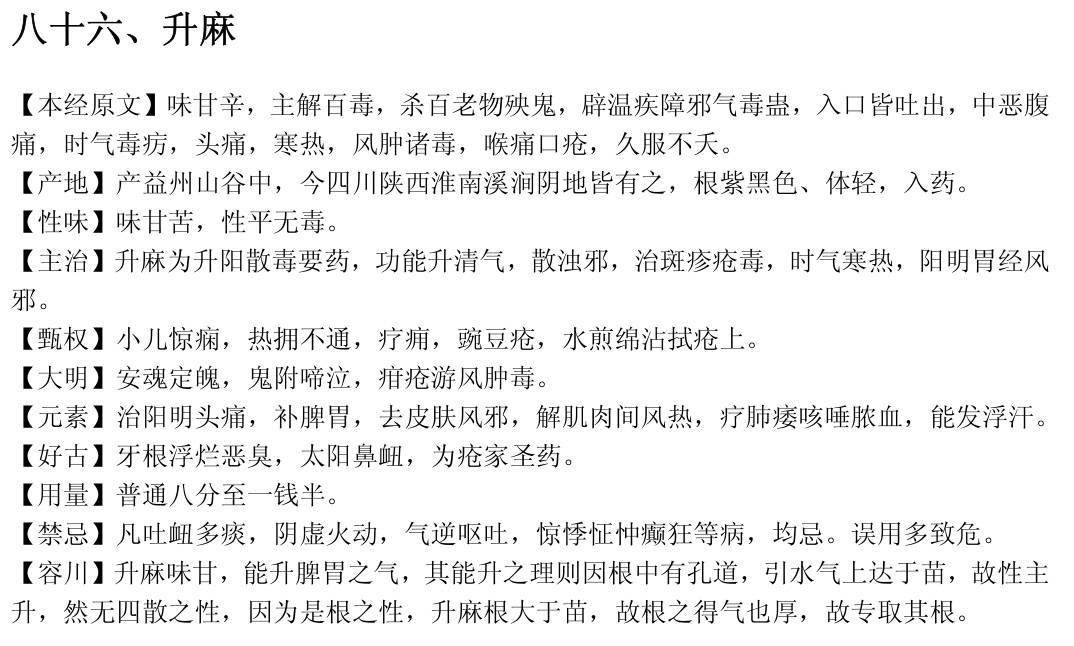 八十六、升麻
【本经原文】味甘辛，主解百毒，杀百老物殃鬼，辟温疾障邪气毒蛊，入口皆吐出，中恶腹
痛，时气毒疠，头痛，寒热，风肿诸毒，喉痛口疮，久服不夭。
【产地】产益州山谷中，今四川陕西淮南溪涧阴地皆有之，根紫黑色、体轻，入药。
【性味】味甘苦，性平无毒。
【主治】升麻为升阳散毒要药，功能升清气，散浊邪，治斑疹疮毒，时气寒热，阳明胃经风
邪。
【甄权】小儿惊痫，热拥不通，疗痈，豌豆疮，水煎绵沾拭疮上。
【大明】安魂定魄，鬼附啼泣，疳疮游风肿毒。
【元素】治阳明头痛，补脾胃，去皮肤风邪，解肌肉间风热，疗肺痿咳唾脓血，能发浮汗。
【好古】牙根浮烂恶臭，太阳鼻衄，为疮家圣药。
【用量】普通八分至一钱半。
【禁忌】凡吐衄多痰，阴虚火动，气逆呕吐，惊悸怔忡癫狂等病，均忌。误用多致危。
【容川】升麻味甘，能升脾胃之气，其能升之理则因根中有孔道，引水气上达于苗，故性主
升，然无四散之性，因为是根之性，升麻根大于苗，故根之得气也厚，故专取其根。